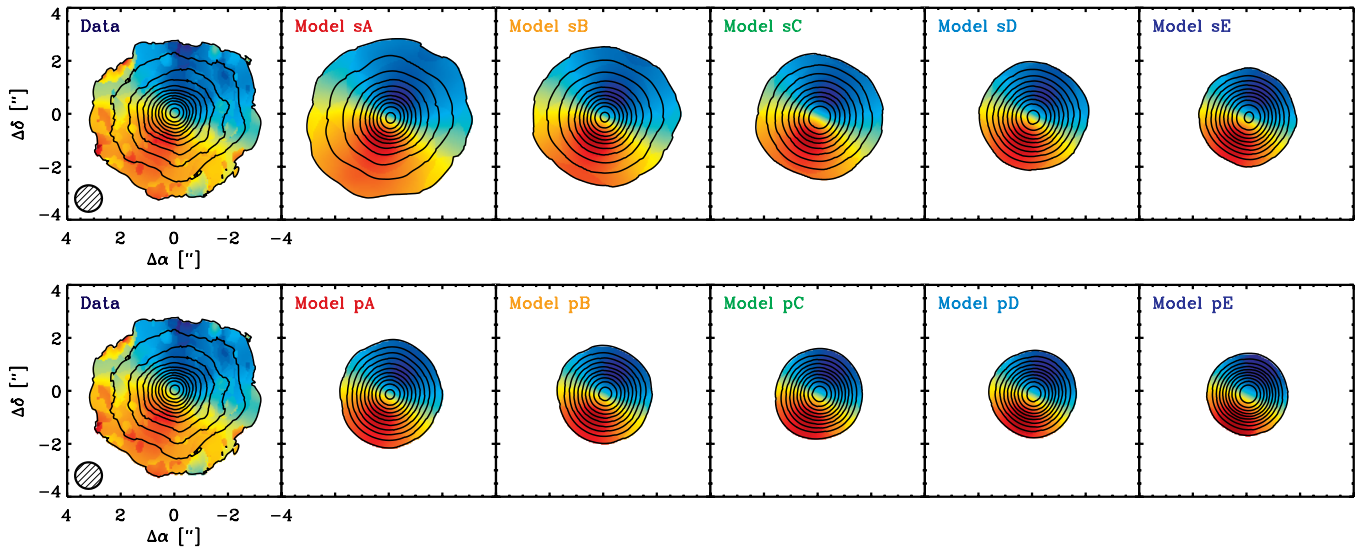 Data Model sA Model sB Model sC Model sD Model sE
4
2
0
−2
−4
Δδ ["]
4 2 0 −2 −4
Δα ["]
Data Model pA Model pB Model pC Model pD Model pE
4
2
0
−2
−4
Δδ ["]
4 2 0 −2 −4
Δα ["]